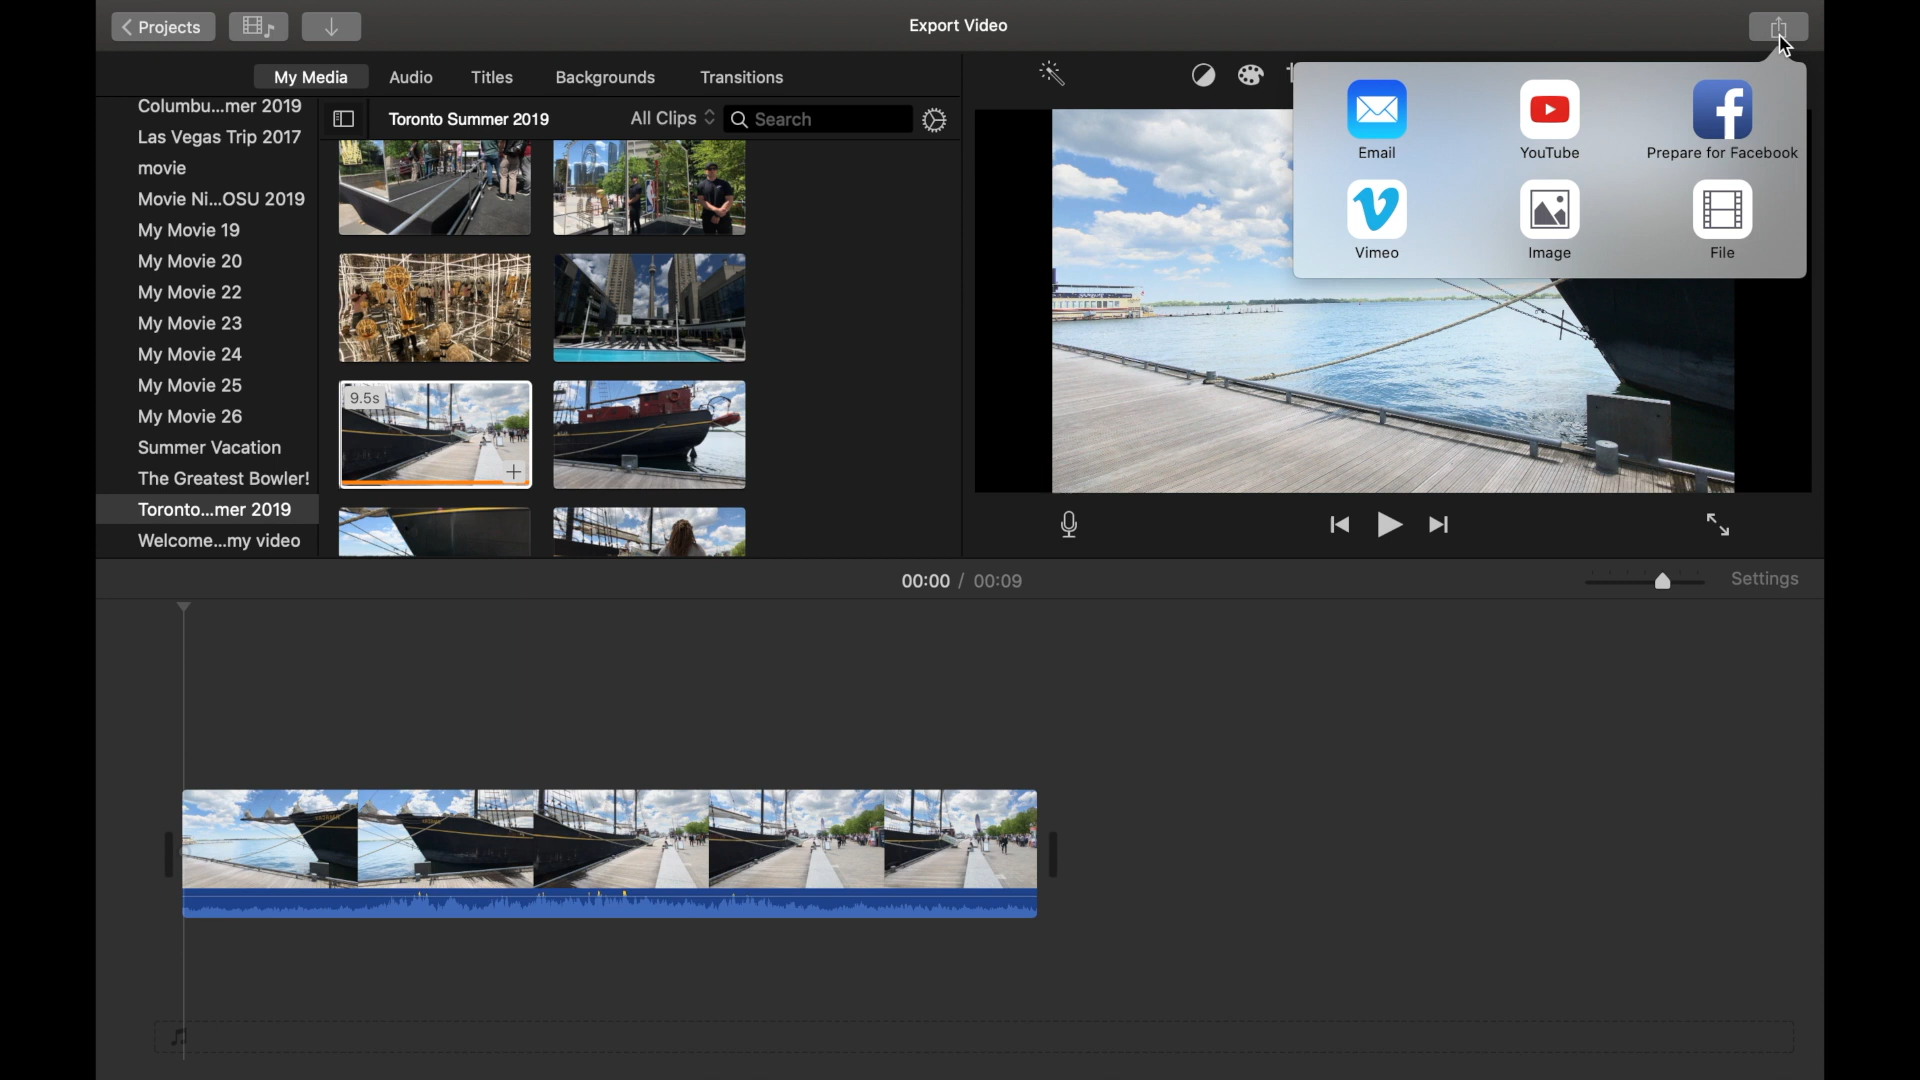 Projects
Export Video
My Media
Audio
Titles
Backgrounds
Transitions
Columbu...mer 2019
Las Vegas Trip 2017
movie
Movie Ni...OSU 2019
My Movie 19
My Movie 20
My Movie 22
My Movie 23
My Movie 24
My Movie 25
My Movie 26
Summer Vacation
The Greatest Bowler!
Toronto...mer 2019
Welcome...my video
Toronto Summer 2019
All Clips
Search
9.5s
Email
YouTube
Prepare for Facebook
Vimeo
Image
File
00:00 / 00:09
Settings